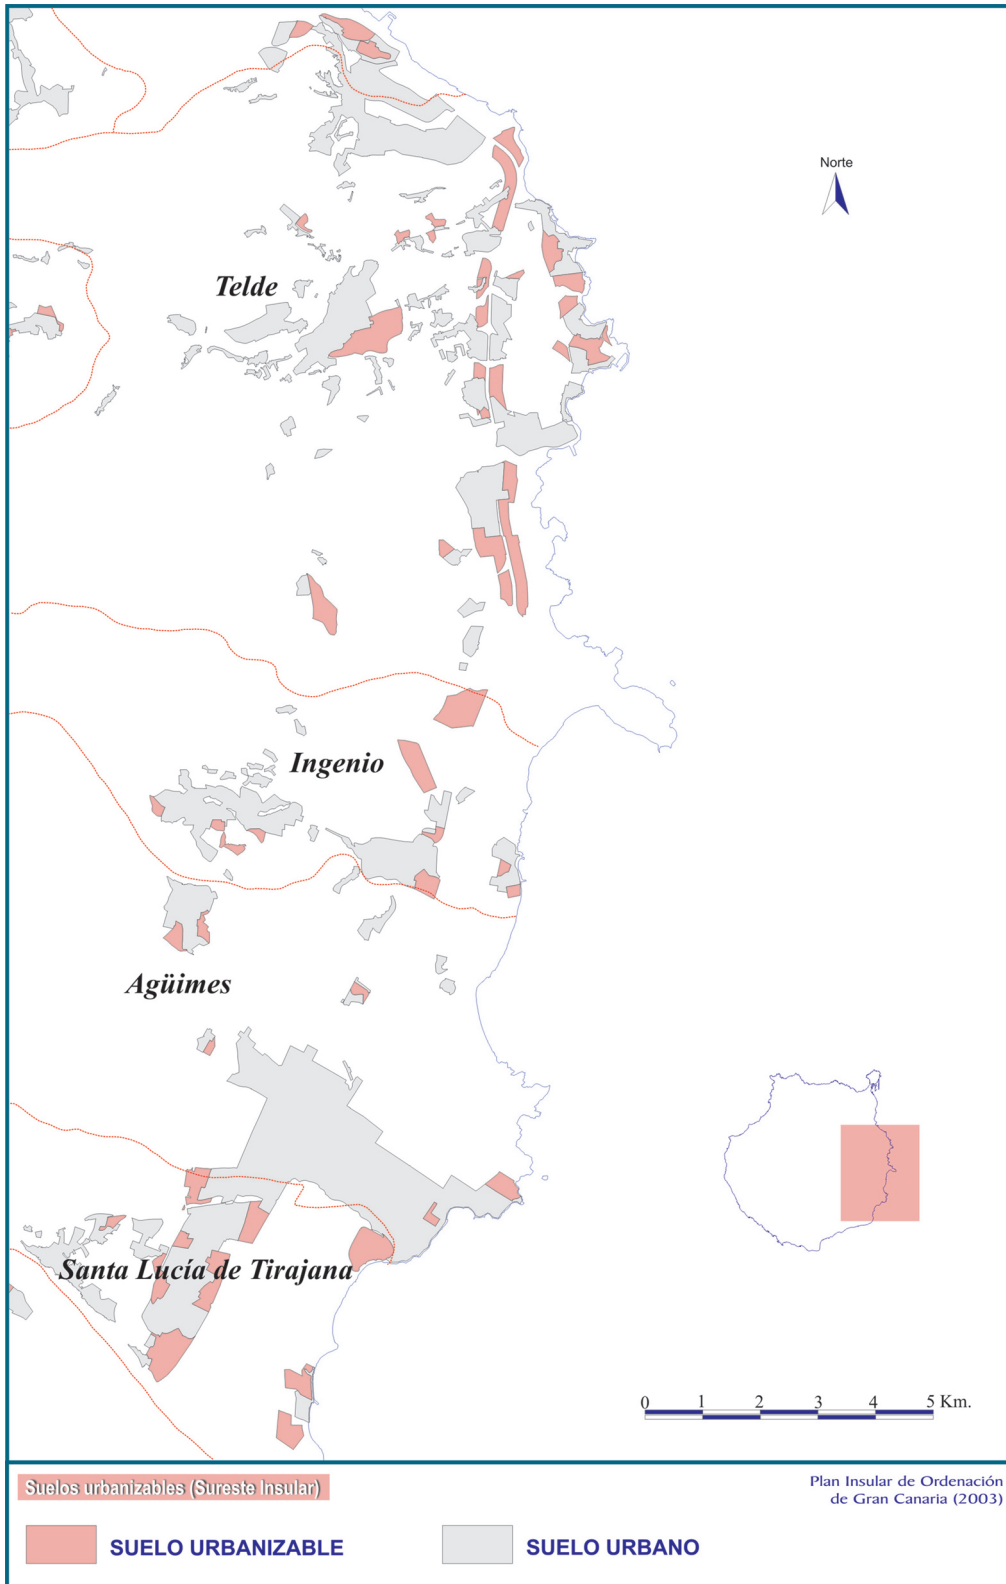 Norte
Telde
Ingenio
Agüimes
Santa Lucía de Tirajana
0 1 2 3 4 5 Km.
Suelos urbanizables (Sureste Insular)
Plan Insular de Ordenación
de Gran Canaria (2003)
SUELO URBANIZABLE
SUELO URBANO